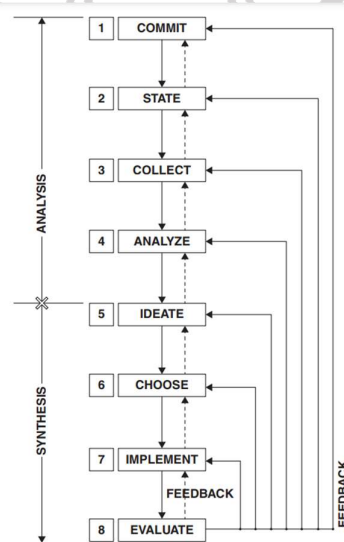 1 COMMIT
2 STATE
3 COLLECT
ANALYSIS
4 ANALYZE
5 IDEATE
6 CHOOSE
SYNTHESIS
7 IMPLEMENT
FEEDBACK
FEEDBACK
8 EVALUATE